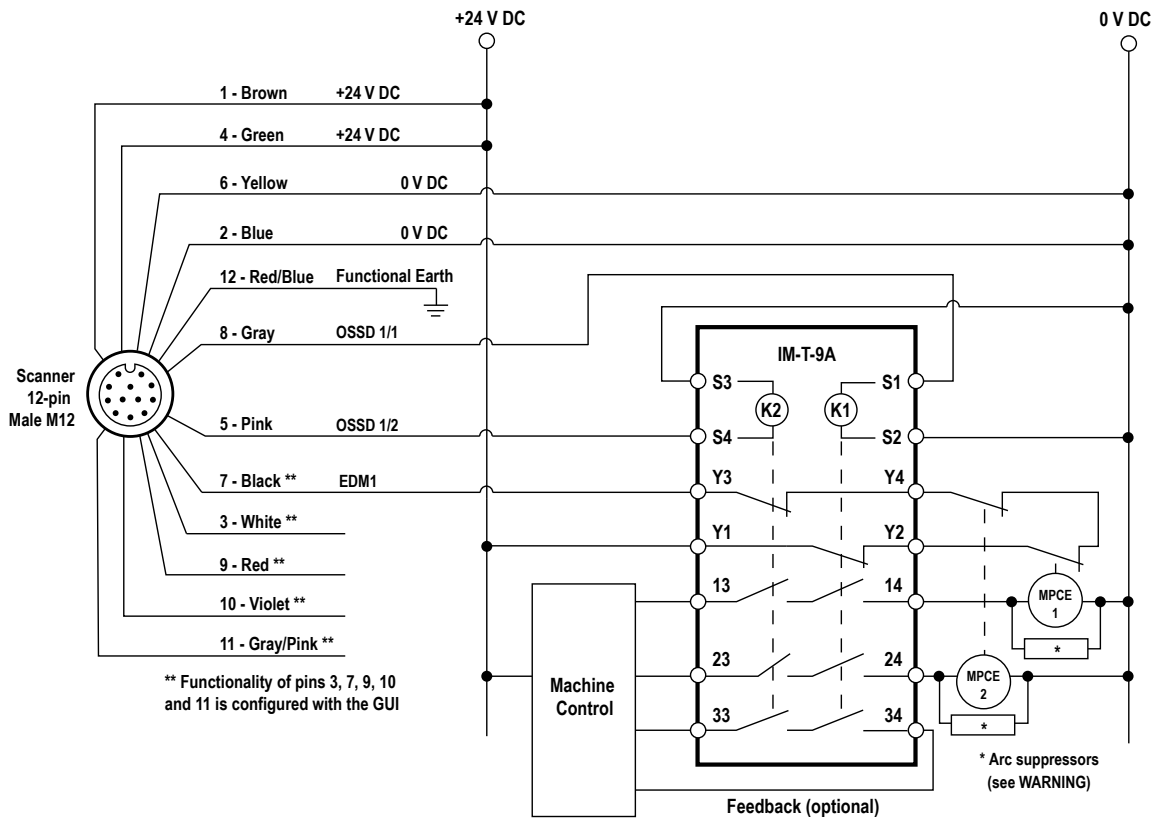 +24 V DC
0 V DC
1 - Brown +24 V DC
4 - Green +24 V DC
6 - Yellow 0 V DC
2 - Blue 0 V DC
12 - Red/Blue Functional Earth
8 - Gray OSSD 1/1
Scanner
12-pin
Male M12
5 - Pink OSSD 1/2
7 - Black ** EDM1
3 - White **
9 - Red **
10 - Violet **
11 - Gray/Pink **
** Functionality of pins 3, 7, 9, 10
and 11 is configured with the GUI
IM-T-9A
S3 S1
K2 K1
S4 S2
Y3 Y4
Y1 Y2
13 14
23 24
33 34
Machine
Control
MPCE
1
*
MPCE
2
*
* Arc suppressors
(see WARNING)
Feedback (optional)